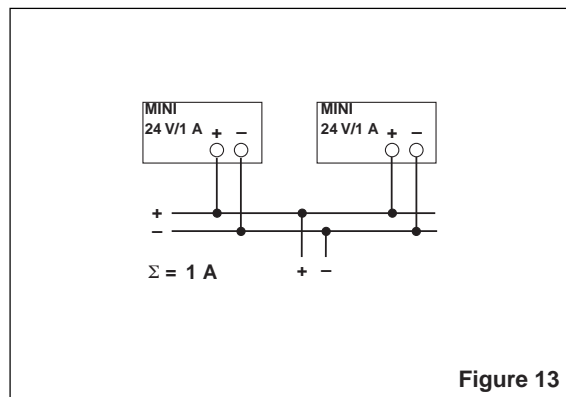 MINI
24 V/1 A + −
MINI
24 V/1 A + −
+
−
Σ = 1 A
+ −
Figure 13